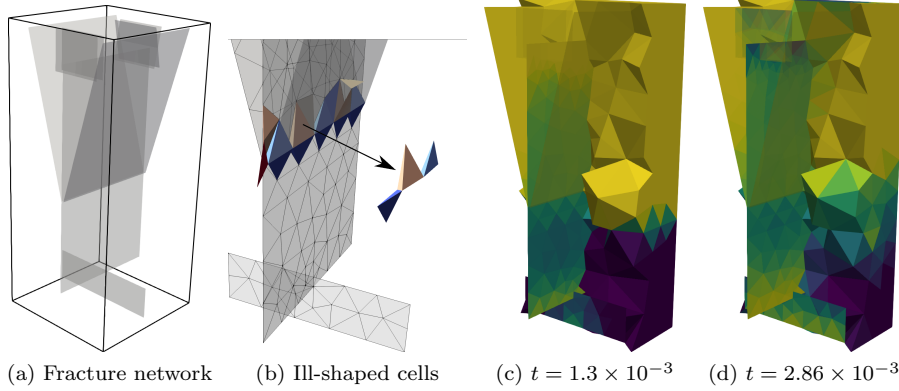 (a) Fracture network
(b) Ill-shaped cells
(c) t = 1.3 × 10⁻³
(d) t = 2.86 × 10⁻³